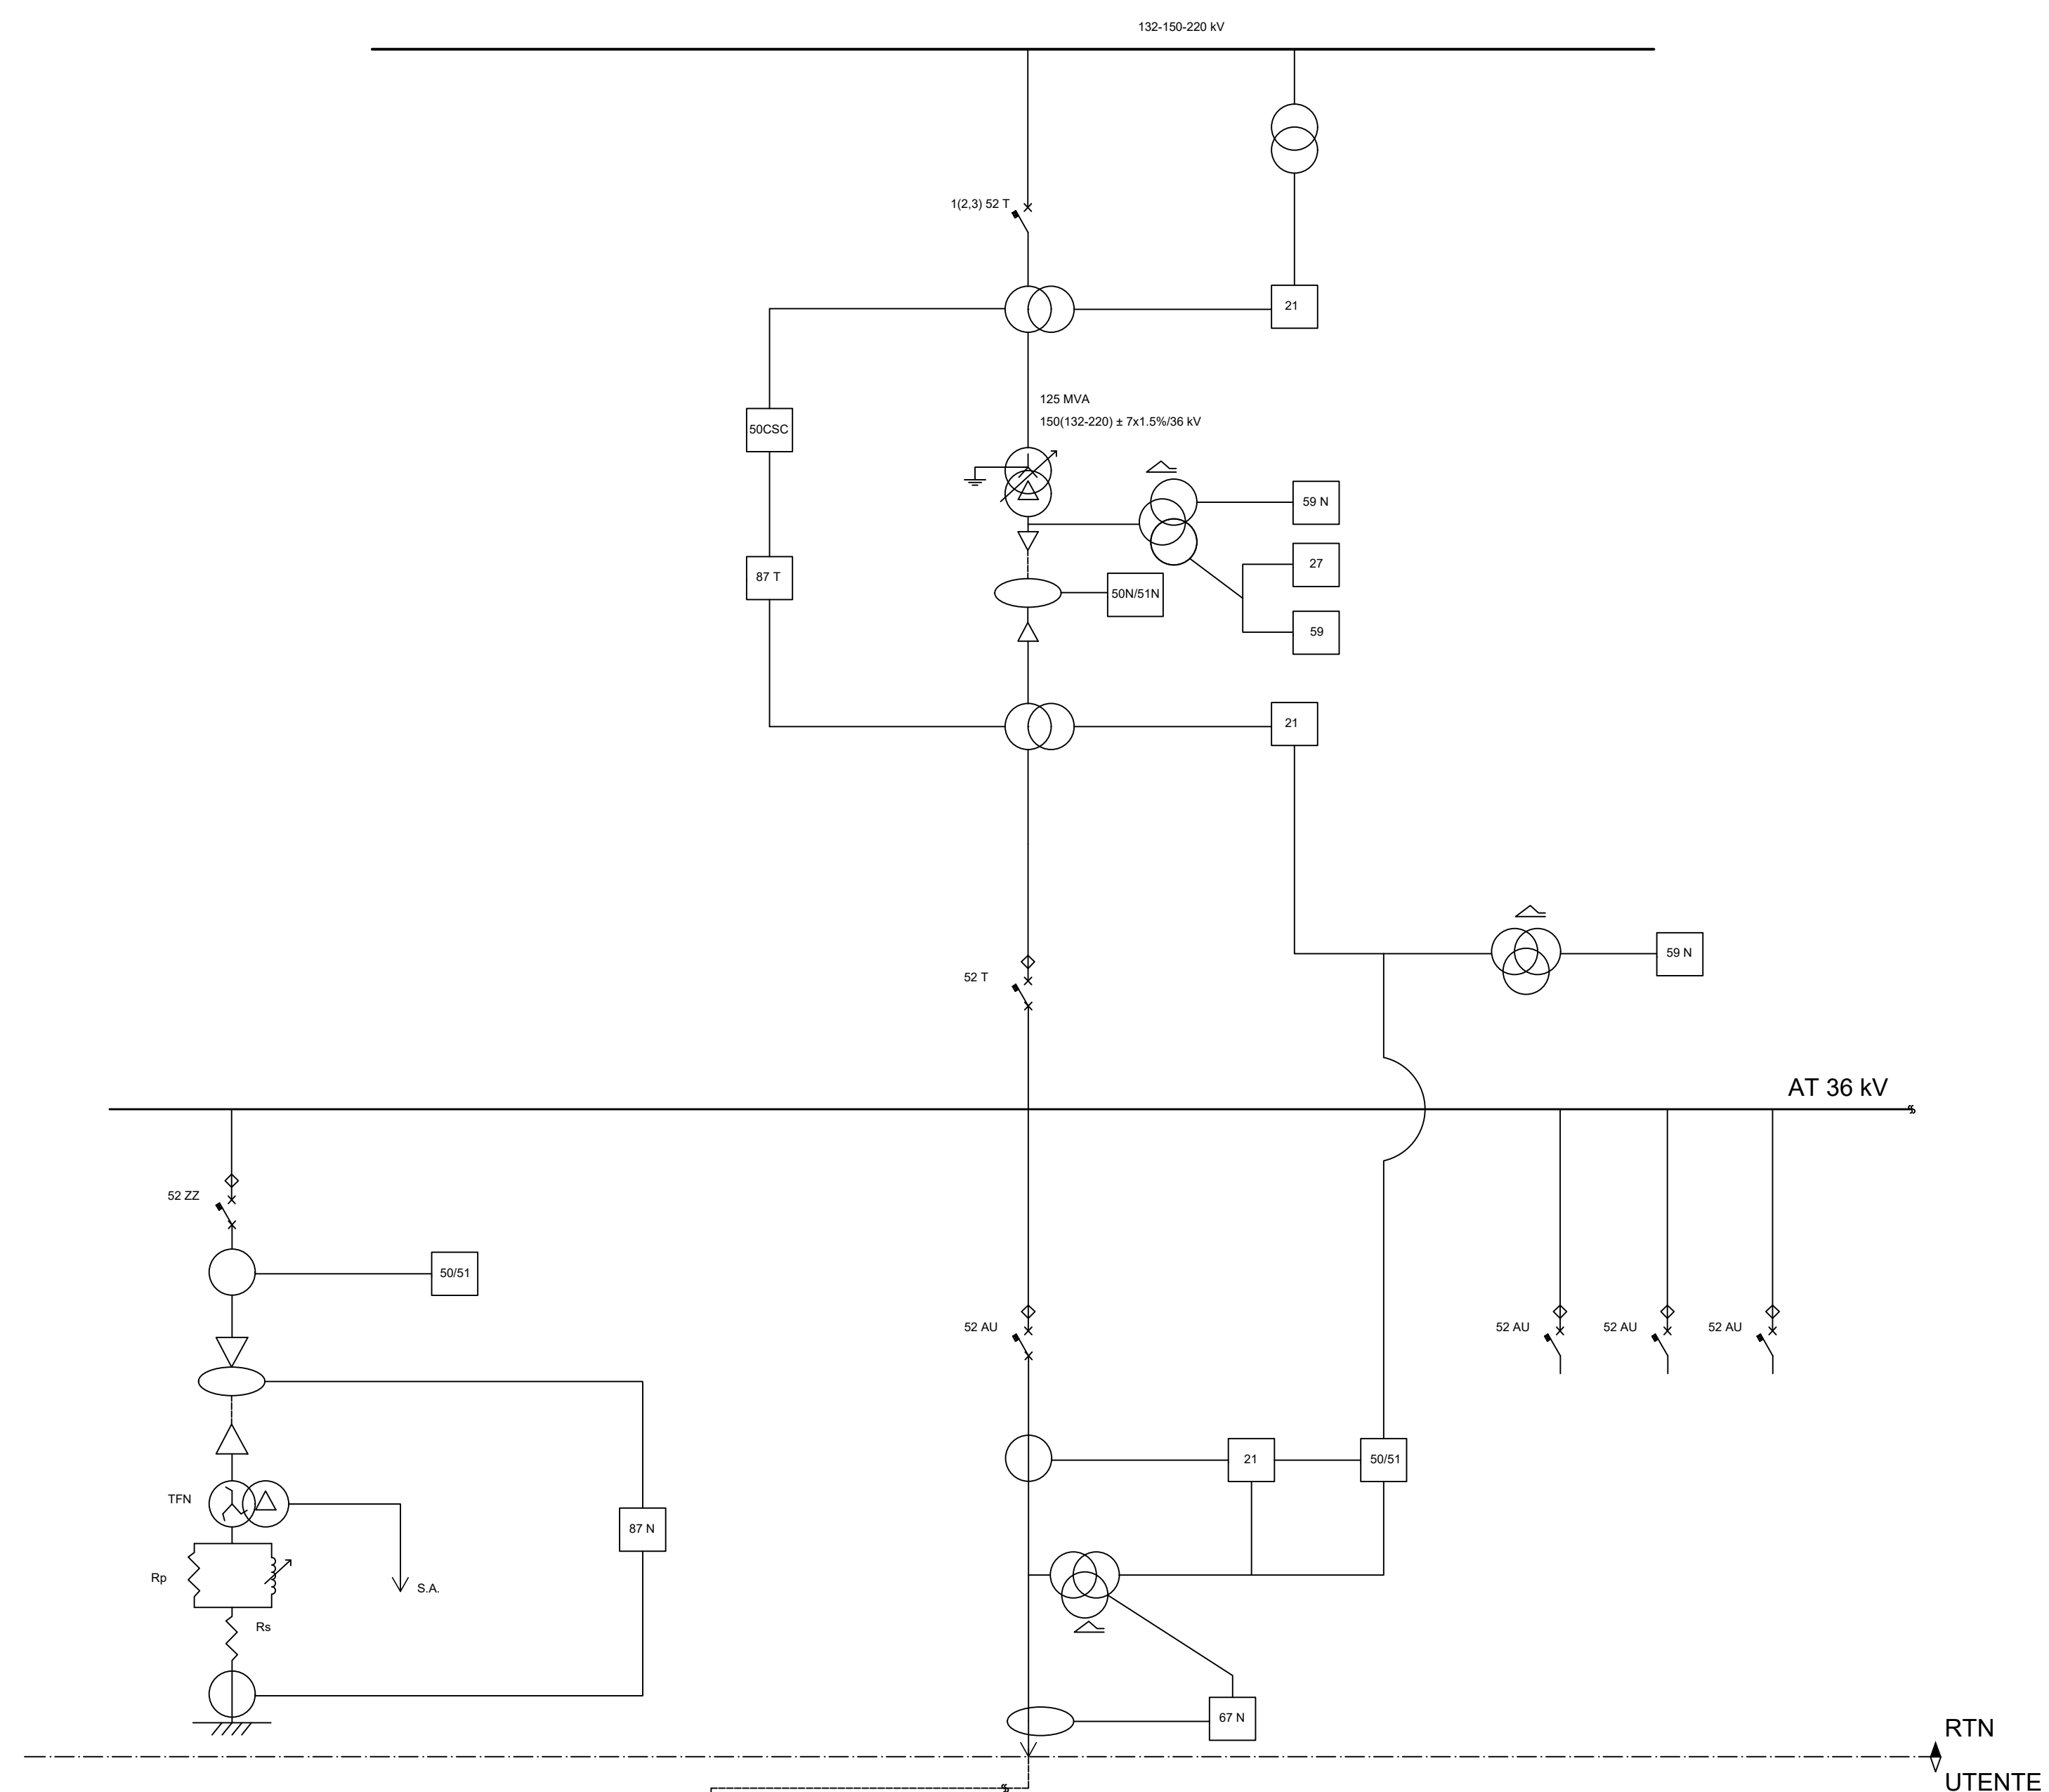 132-150-220 kV
1(2,3) 52 T
21
125 MVA
150(132-220) ± 7x1.5%/36 kV
50CSC
59 N
27
87 T
50N/51N
59
21
59 N
52 T
AT 36 kV
52 ZZ
50/51
52 AU
52 AU
52 AU
52 AU
21
50/51
TFN
87 N
Rp
S.A.
Rs
67 N
RTN
UTENTE